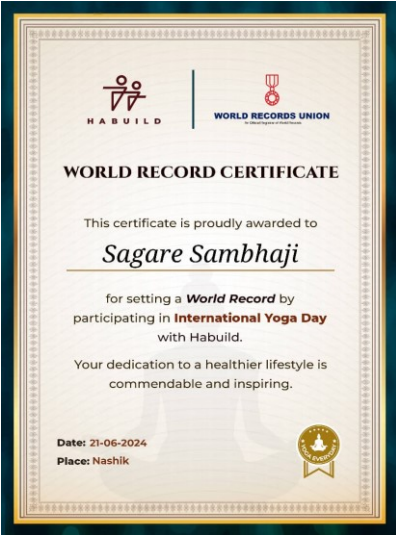 HABUILD
WORLD RECORDS UNION
WORLD RECORD CERTIFICATE
This certificate is proudly awarded to
Sagare Sambhaji
for setting a World Record by
participating in International Yoga Day
with Habuild.
Your dedication to a healthier lifestyle is
commendable and inspiring.
Date: 21-06-2024
Place: Nashik
YOGA EVERYDAY